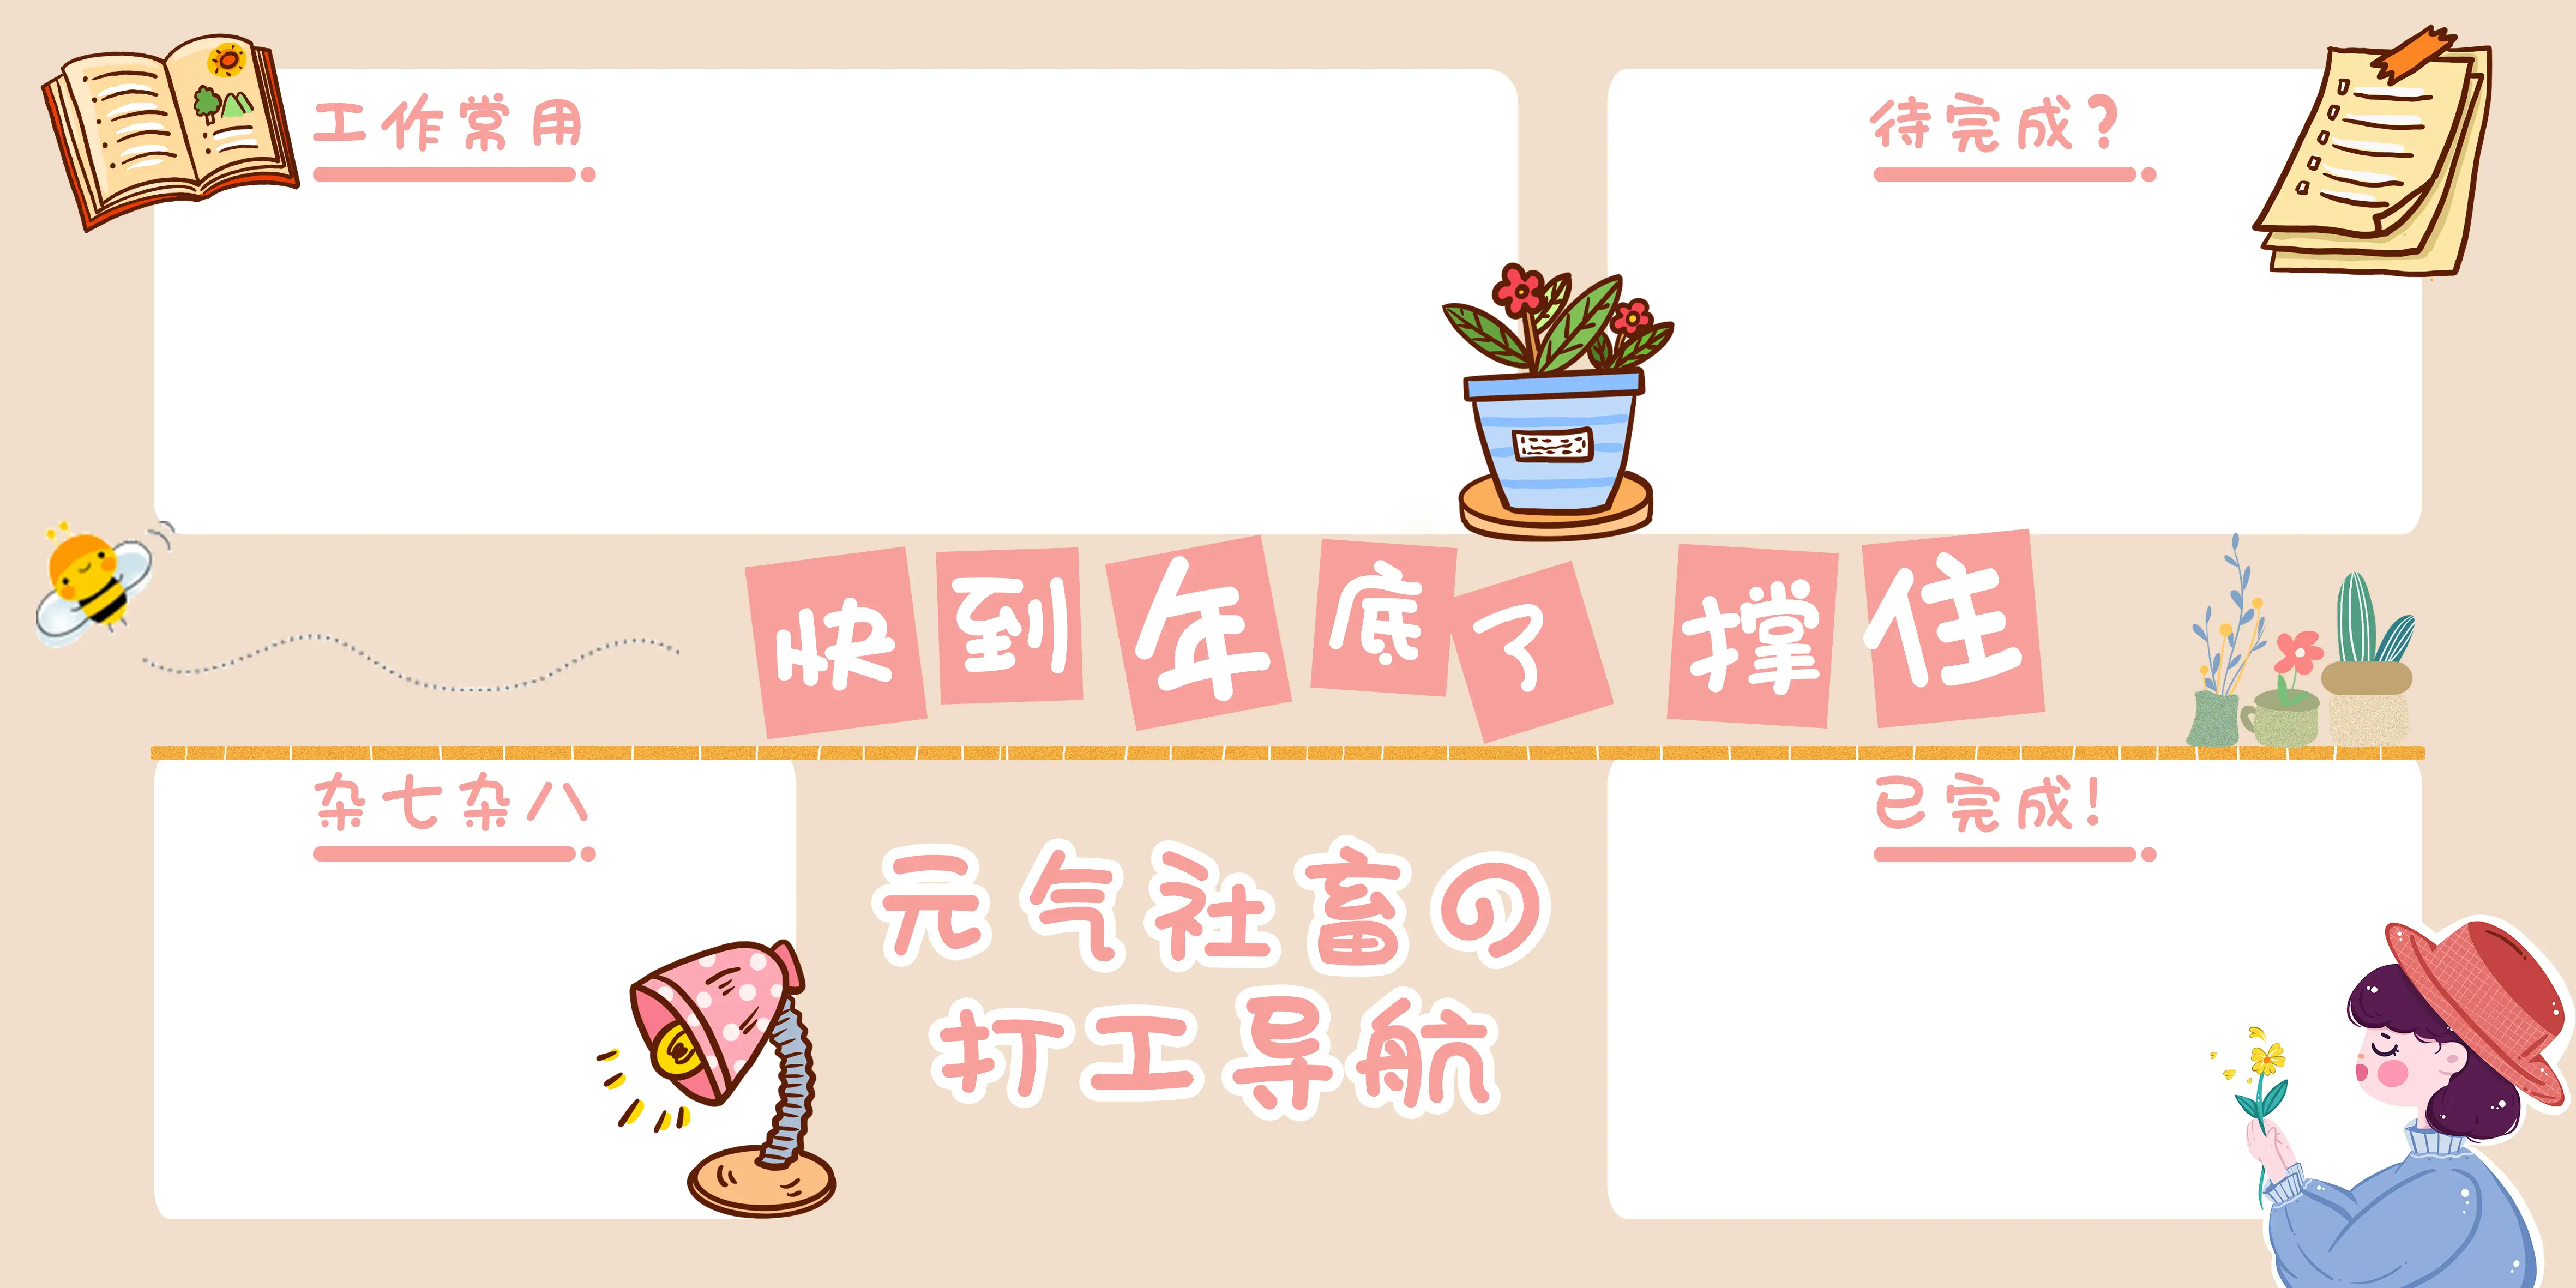 工作常用
待完成?
快到年底了 撑住
杂七杂八
已完成!
元气社畜の
打工导航